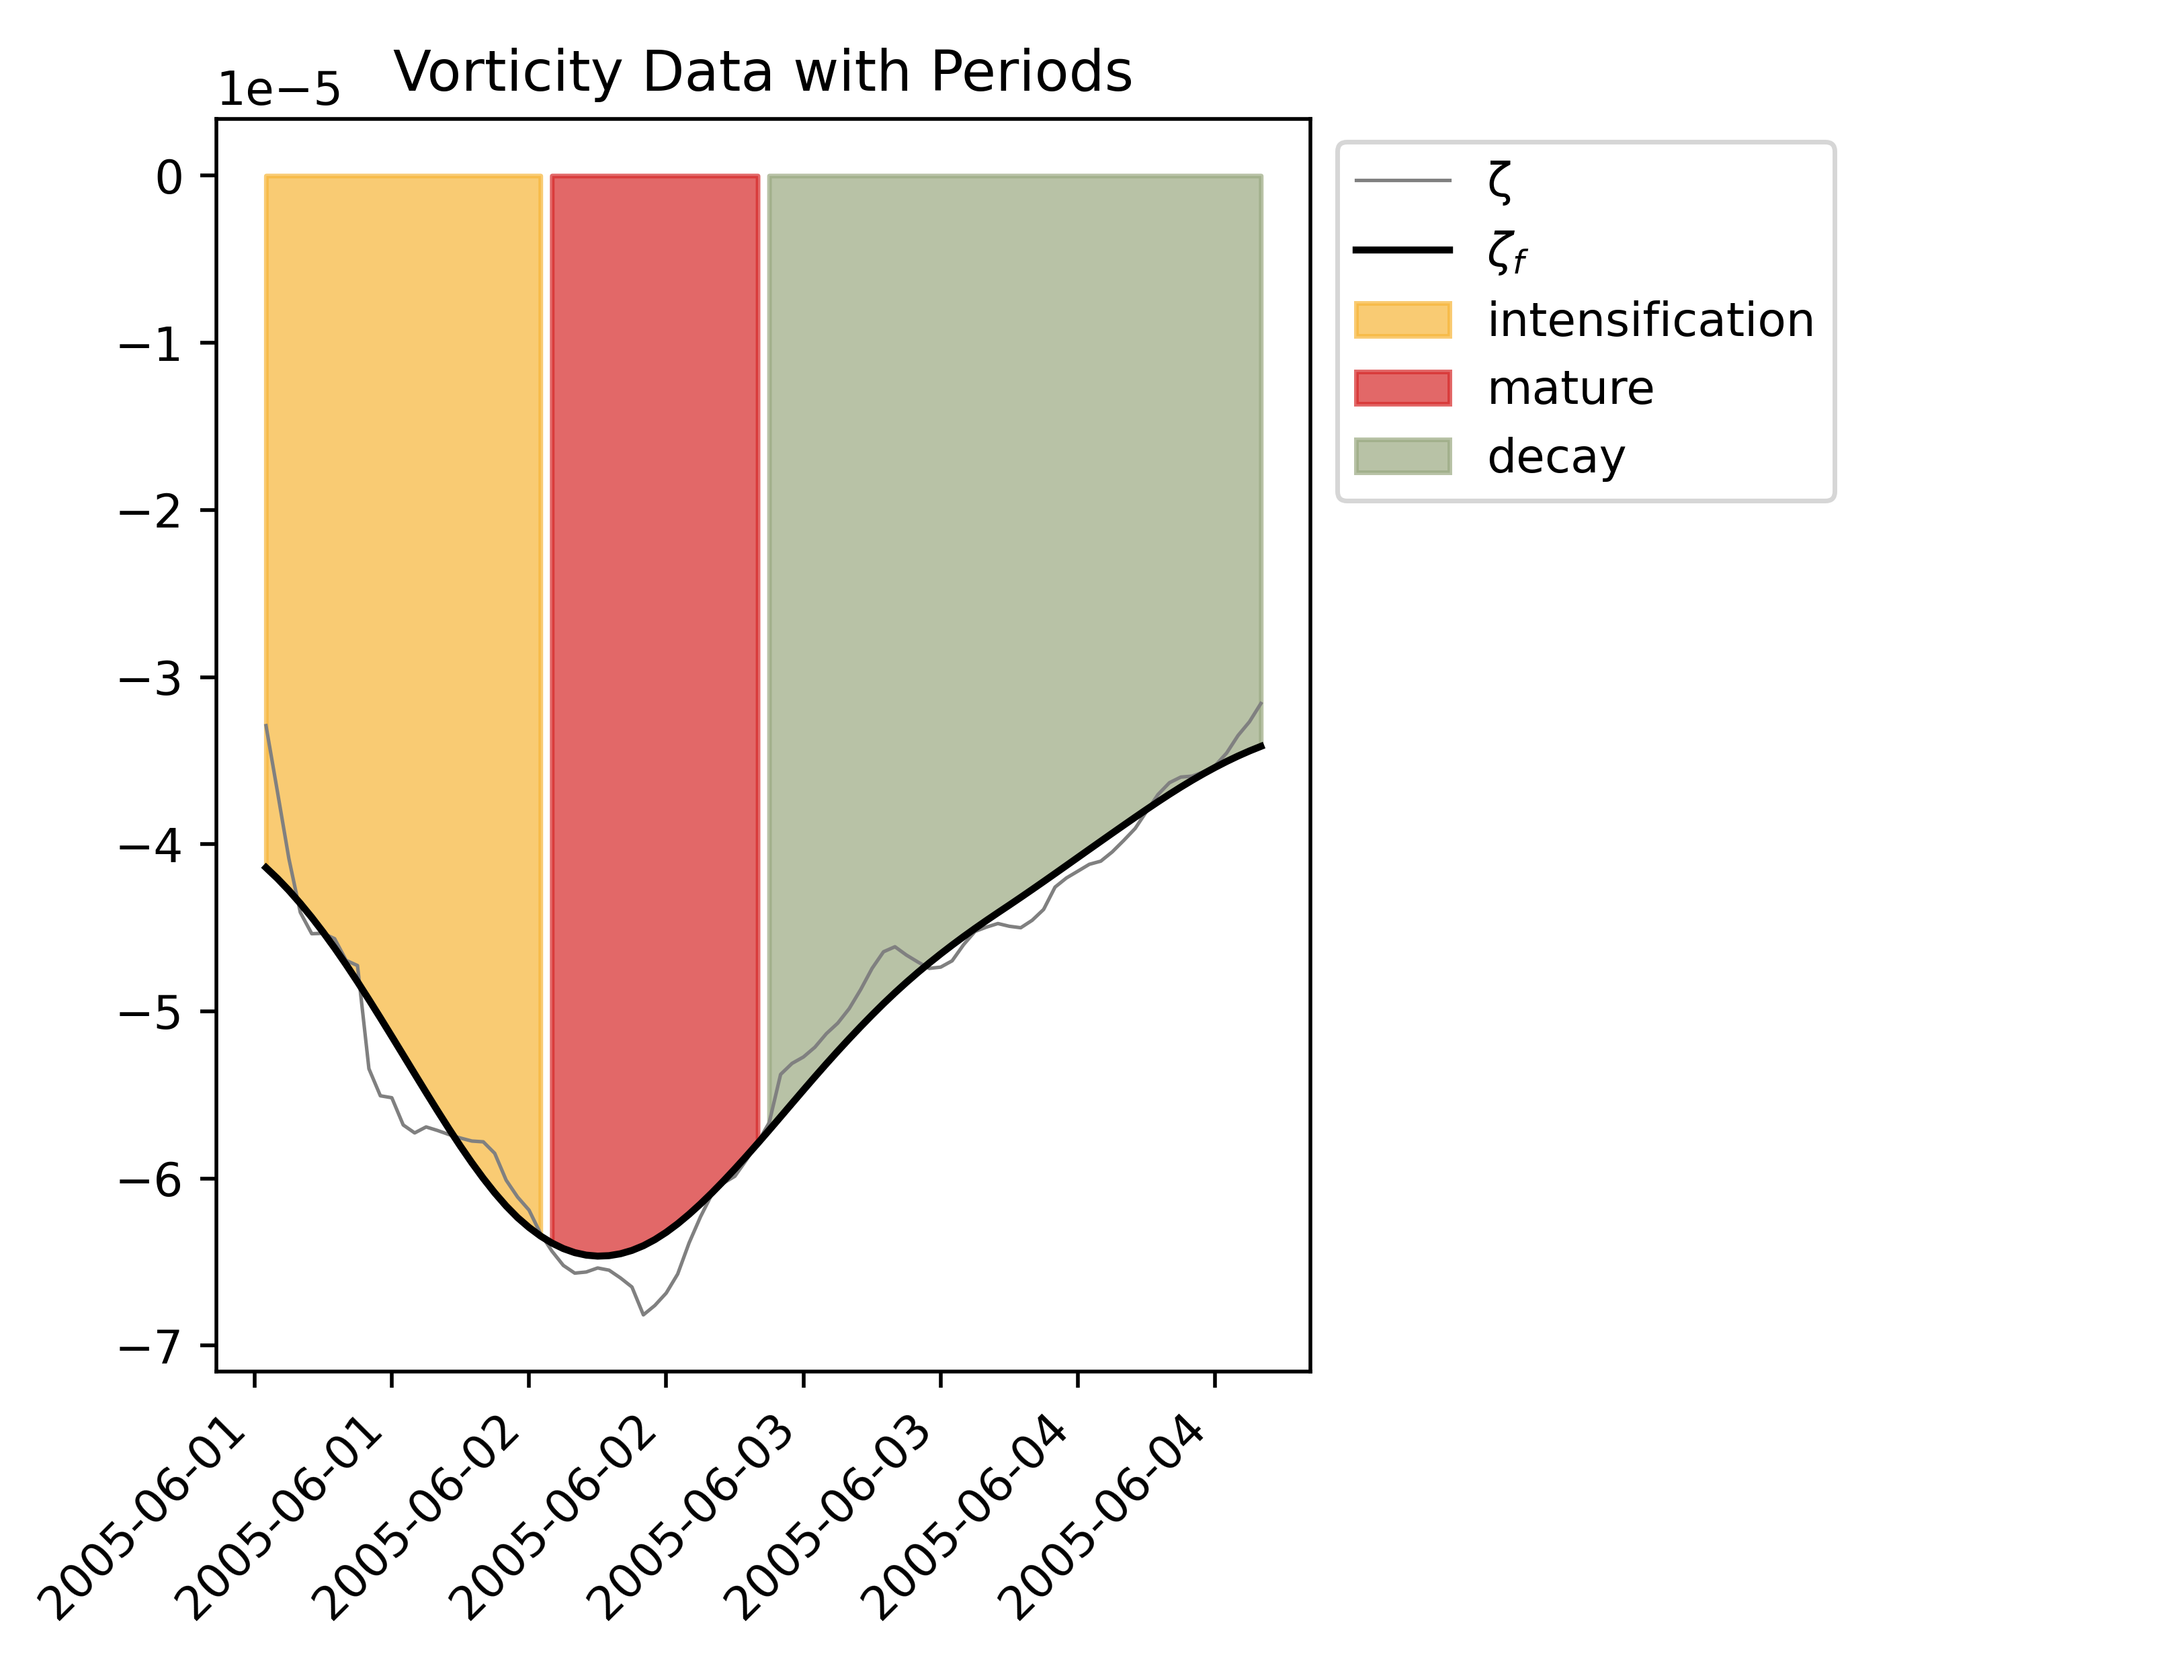 Vorticity Data with Periods
1e−5
0
−1
−2
−3
−4
−5
−6
−7
2005-06-01
2005-06-01
2005-06-02
2005-06-02
2005-06-03
2005-06-03
2005-06-04
2005-06-04
ζ
ζf
intensification
mature
decay